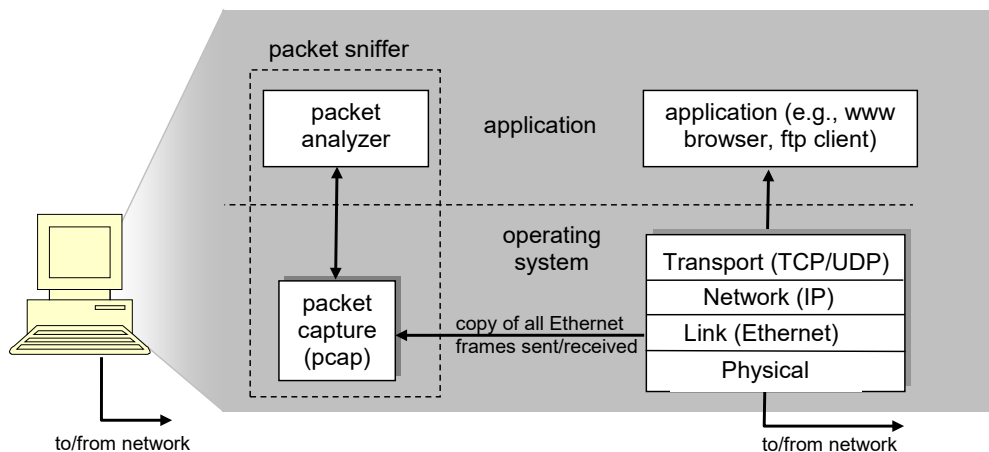 packet sniffer
packet
analyzer
application
application (e.g., www
browser, ftp client)
operating
system
packet
capture
(pcap)
copy of all Ethernet
frames sent/received
Transport (TCP/UDP)
Network (IP)
Link (Ethernet)
Physical
to/from network
to/from network